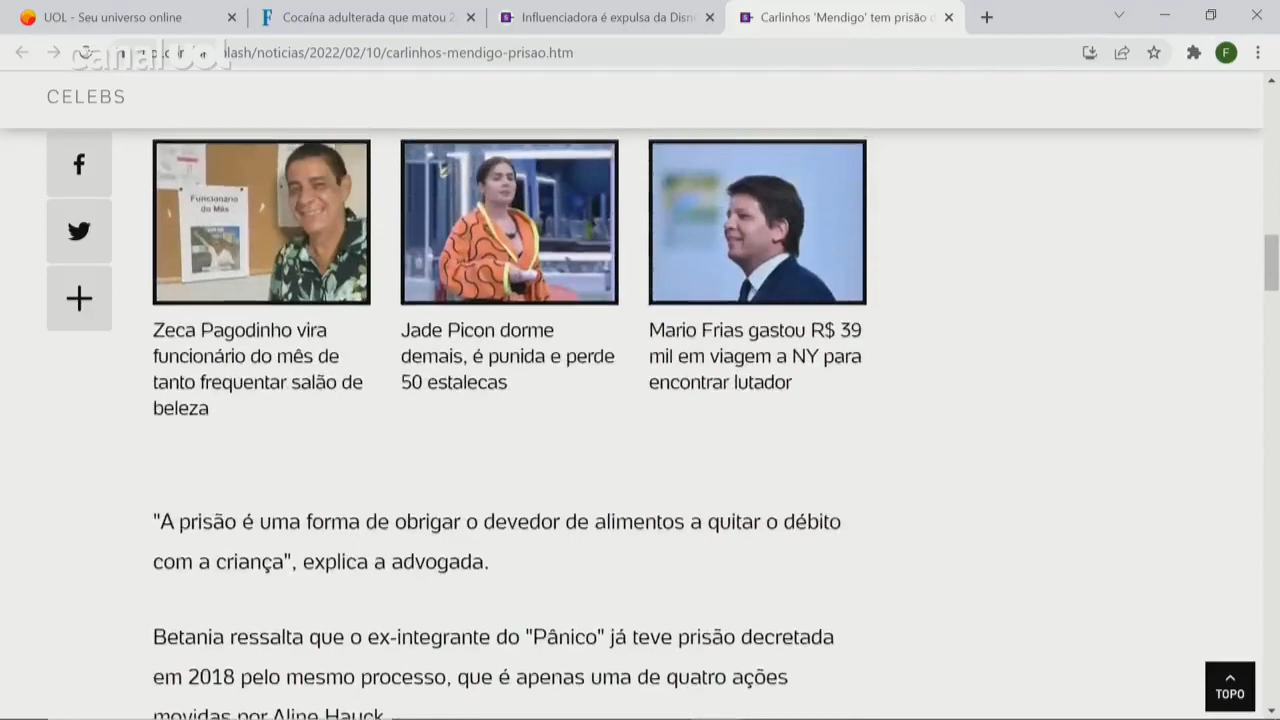 UOL - Seu universo online
Cocaína adulterada que matou 2
Influenciadora é expulsa da Disn
Carlinhos 'Mendigo' tem prisão d
lash/noticias/2022/02/10/carlinhos-mendigo-prisao.htm
F
canal UOL
CELEBS
Funcionário
do Mês
Zeca Pagodinho vira
funcionário do mês de
tanto frequentar salão de
beleza
Jade Picon dorme
demais, é punida e perde
50 estalecas
Mario Frias gastou R$ 39
mil em viagem a NY para
encontrar lutador
"A prisão é uma forma de obrigar o devedor de alimentos a quitar o débito
com a criança", explica a advogada.
Betania ressalta que o ex-integrante do "Pânico" já teve prisão decretada
em 2018 pelo mesmo processo, que é apenas uma de quatro ações
movidas por Aline Hauck.
TOPO